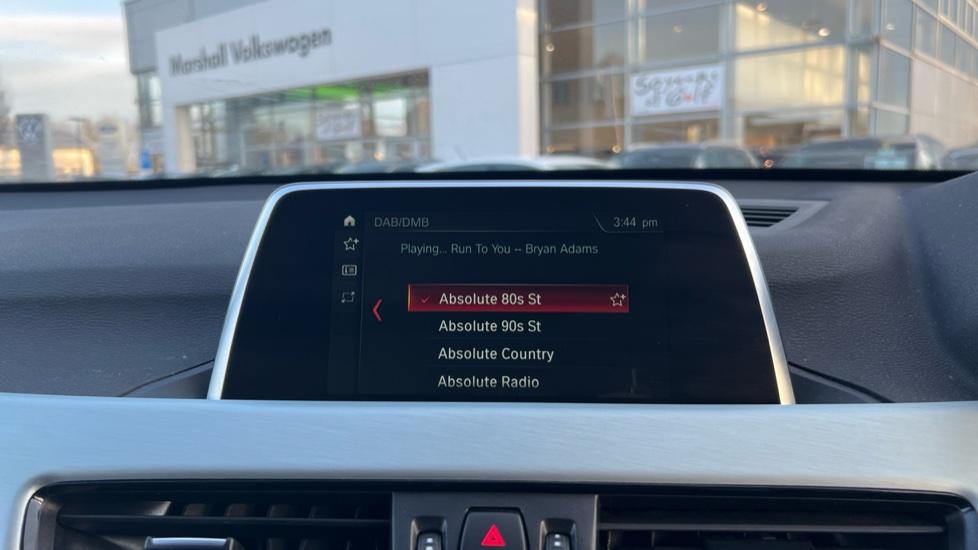 Marshall Volkswagen
DAB/DMB
3:44 pm
Playing... Run To You -- Bryan Adams
Absolute 80s St
Absolute 90s St
Absolute Country
Absolute Radio